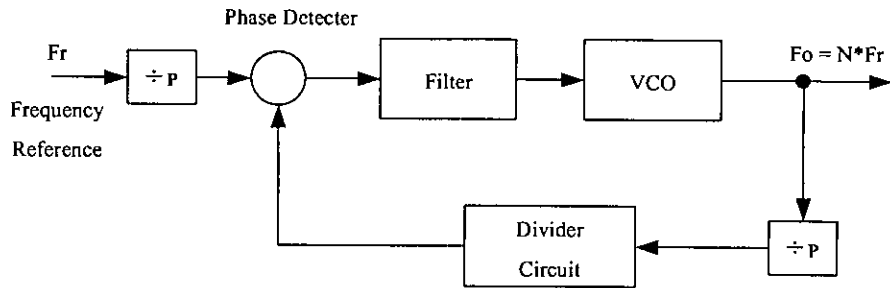 Phase Detecter
Fr
÷ P
Frequency
Reference
Filter
VCO
Fo = N*Fr
Divider
Circuit
÷ P